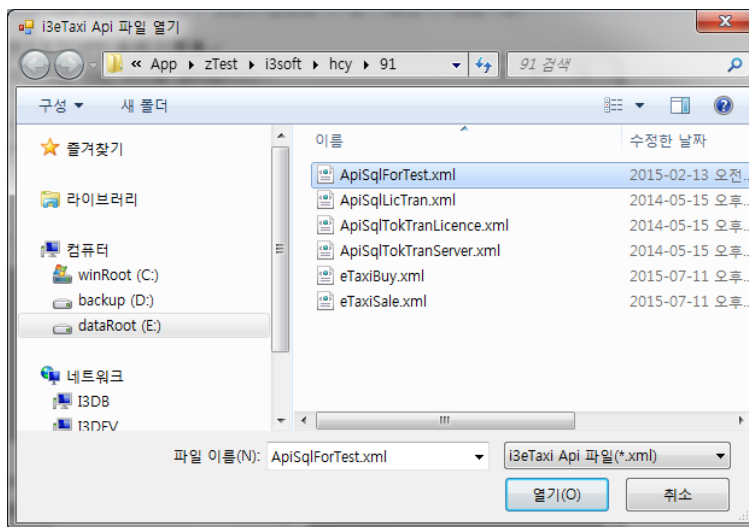 i3eTaxi Api 파일 열기
« App ▸ zTest ▸ i3soft ▸ hcy ▸ 91
91 검색
구성 ▼ 새 폴더
즐겨찾기
라이브러리
컴퓨터
winRoot (C:)
backup (D:)
dataRoot (E:)
네트워크
I3DB
I3DEV
이름 수정한 날짜
ApiSqlForTest.xml 2015-02-13 오전...
ApiSqlLicTran.xml 2014-05-15 오후...
ApiSqlTokTranLicence.xml 2014-05-15 오후...
ApiSqlTokTranServer.xml 2014-05-15 오후...
eTaxiBuy.xml 2015-07-11 오후...
eTaxiSale.xml 2015-07-11 오후...
파일 이름(N): ApiSqlForTest.xml
i3eTaxi Api 파일(*.xml)
열기(O) 취소